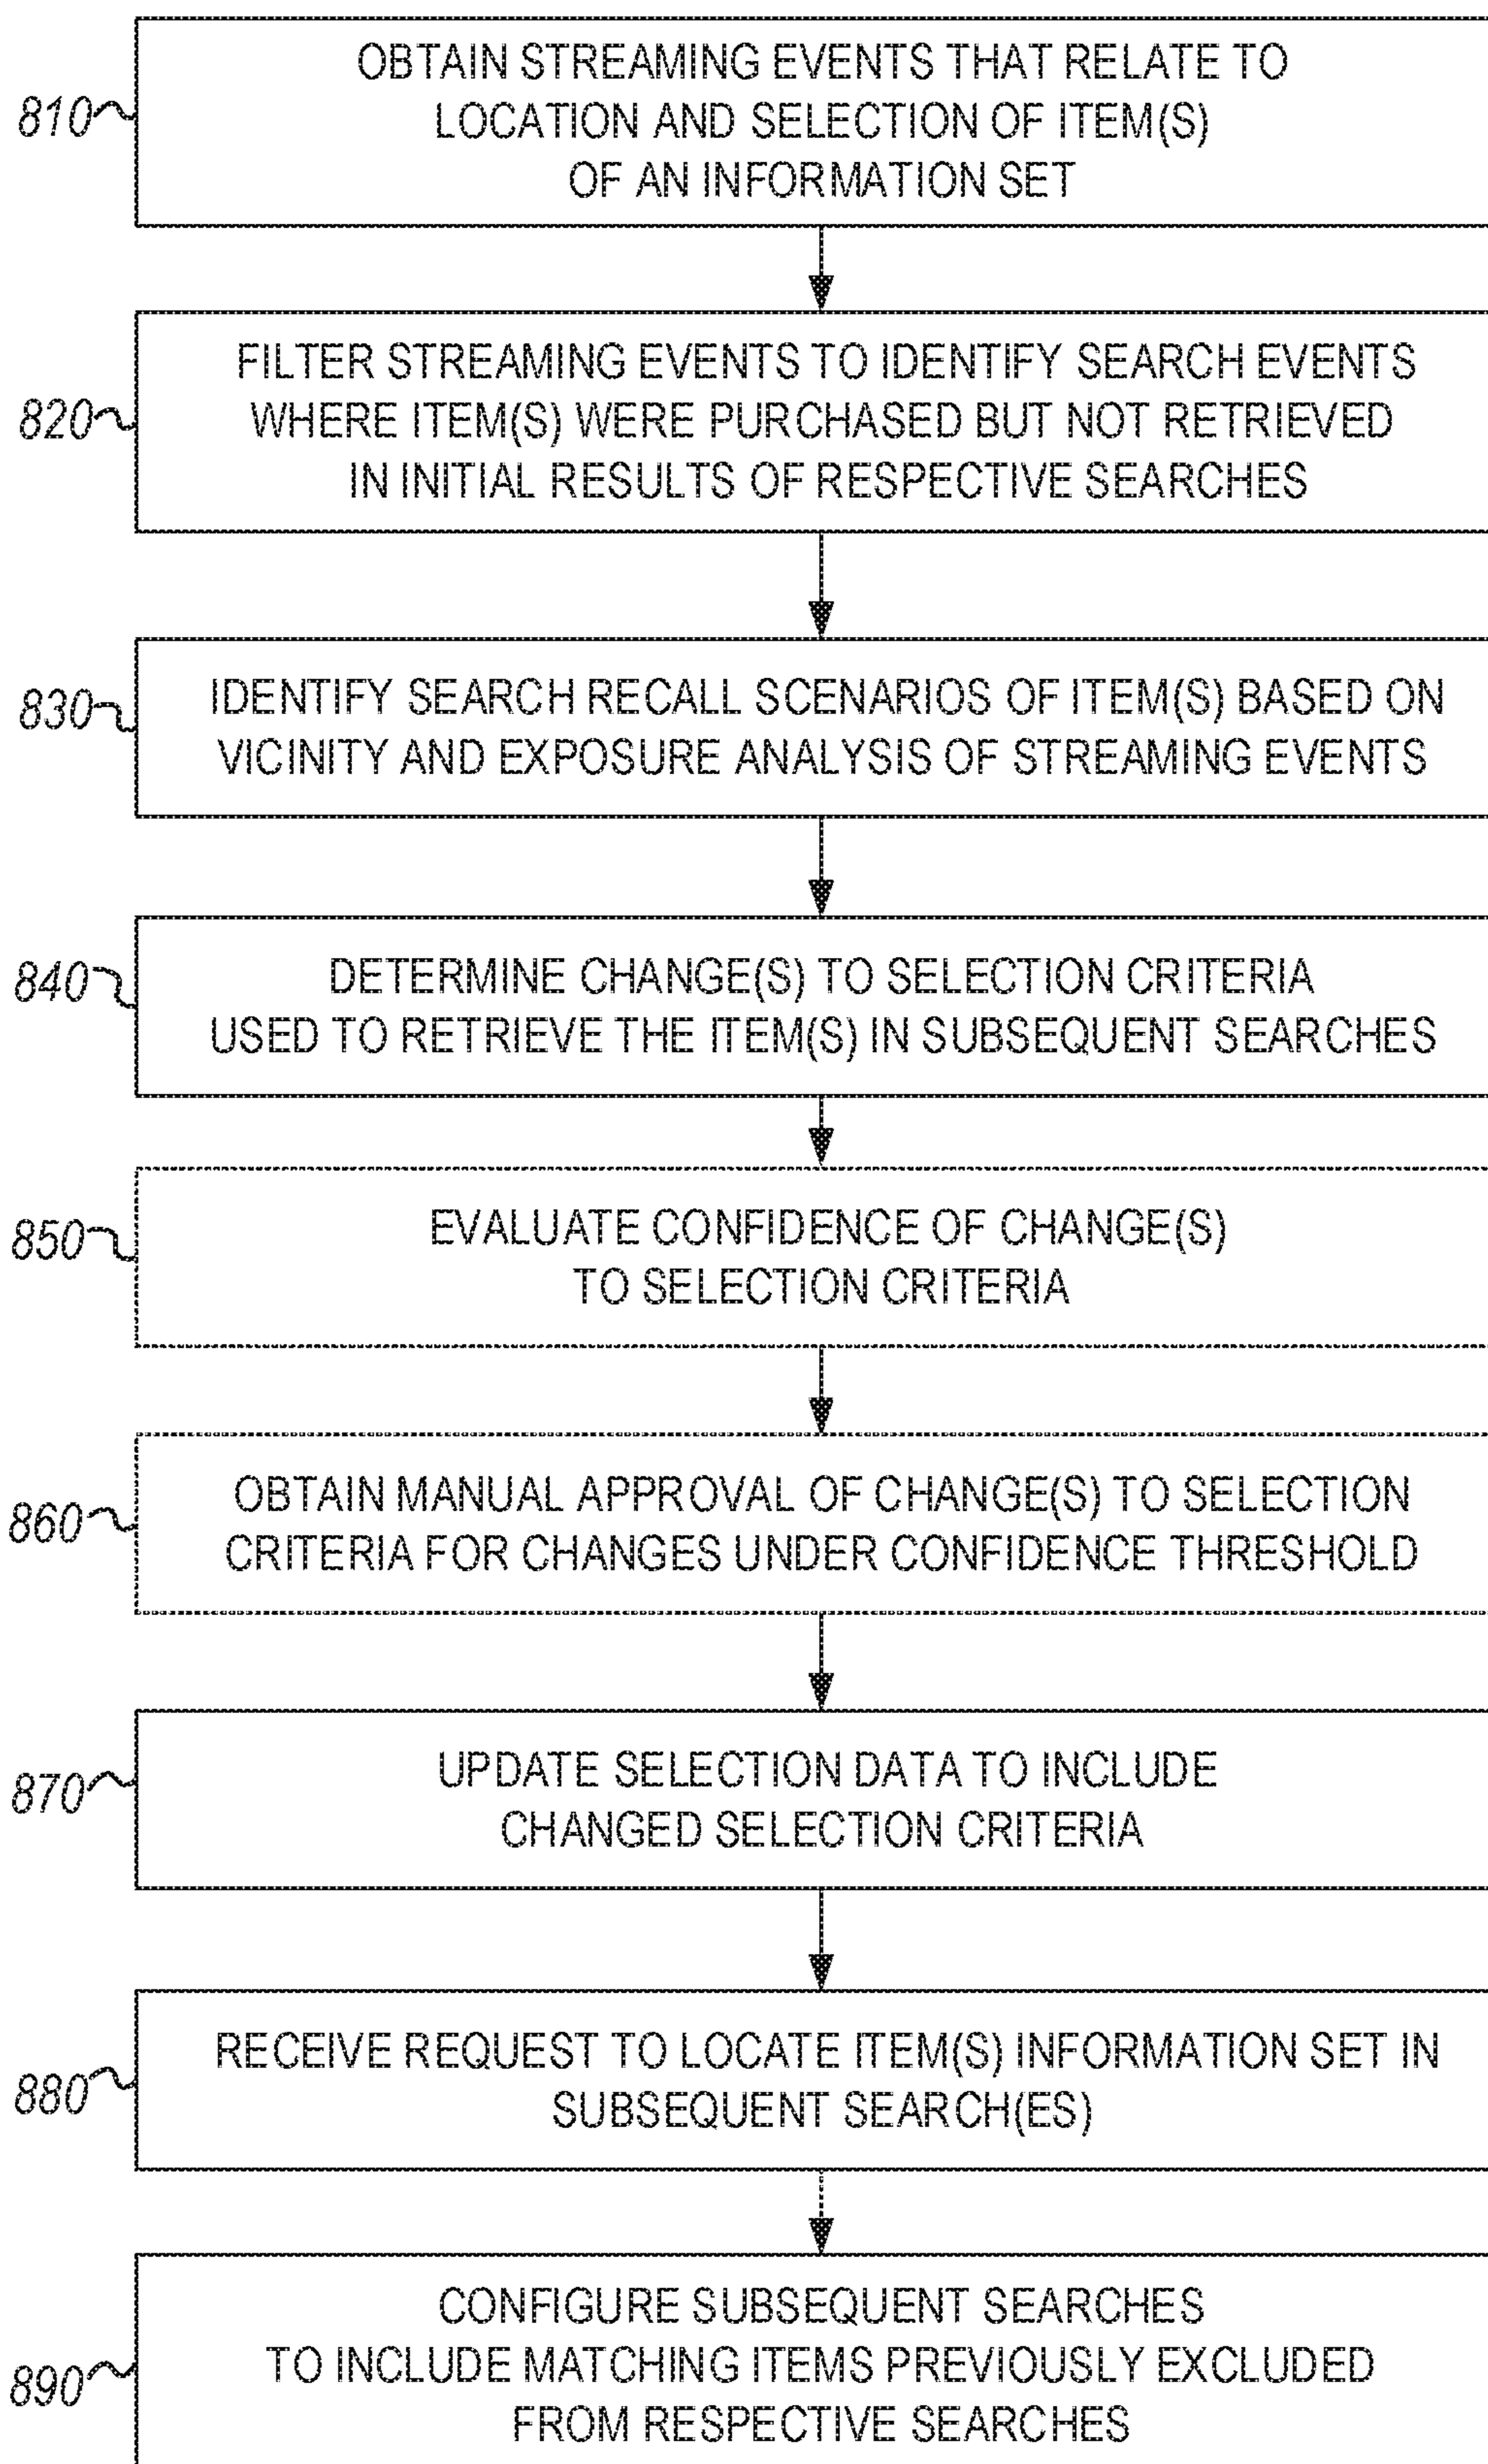 810
OBTAIN STREAMING EVENTS THAT RELATE TO
LOCATION AND SELECTION OF ITEM(S)
OF AN INFORMATION SET
820
FILTER STREAMING EVENTS TO IDENTIFY SEARCH EVENTS
WHERE ITEM(S) WERE PURCHASED BUT NOT RETRIEVED
IN INITIAL RESULTS OF RESPECTIVE SEARCHES
830
IDENTIFY SEARCH RECALL SCENARIOS OF ITEM(S) BASED ON
VICINITY AND EXPOSURE ANALYSIS OF STREAMING EVENTS
840
DETERMINE CHANGE(S) TO SELECTION CRITERIA
USED TO RETRIEVE THE ITEM(S) IN SUBSEQUENT SEARCHES
850
EVALUATE CONFIDENCE OF CHANGE(S)
TO SELECTION CRITERIA
860
OBTAIN MANUAL APPROVAL OF CHANGE(S) TO SELECTION
CRITERIA FOR CHANGES UNDER CONFIDENCE THRESHOLD
870
UPDATE SELECTION DATA TO INCLUDE
CHANGED SELECTION CRITERIA
880
RECEIVE REQUEST TO LOCATE ITEM(S) INFORMATION SET IN
SUBSEQUENT SEARCH(ES)
890
CONFIGURE SUBSEQUENT SEARCHES
TO INCLUDE MATCHING ITEMS PREVIOUSLY EXCLUDED
FROM RESPECTIVE SEARCHES